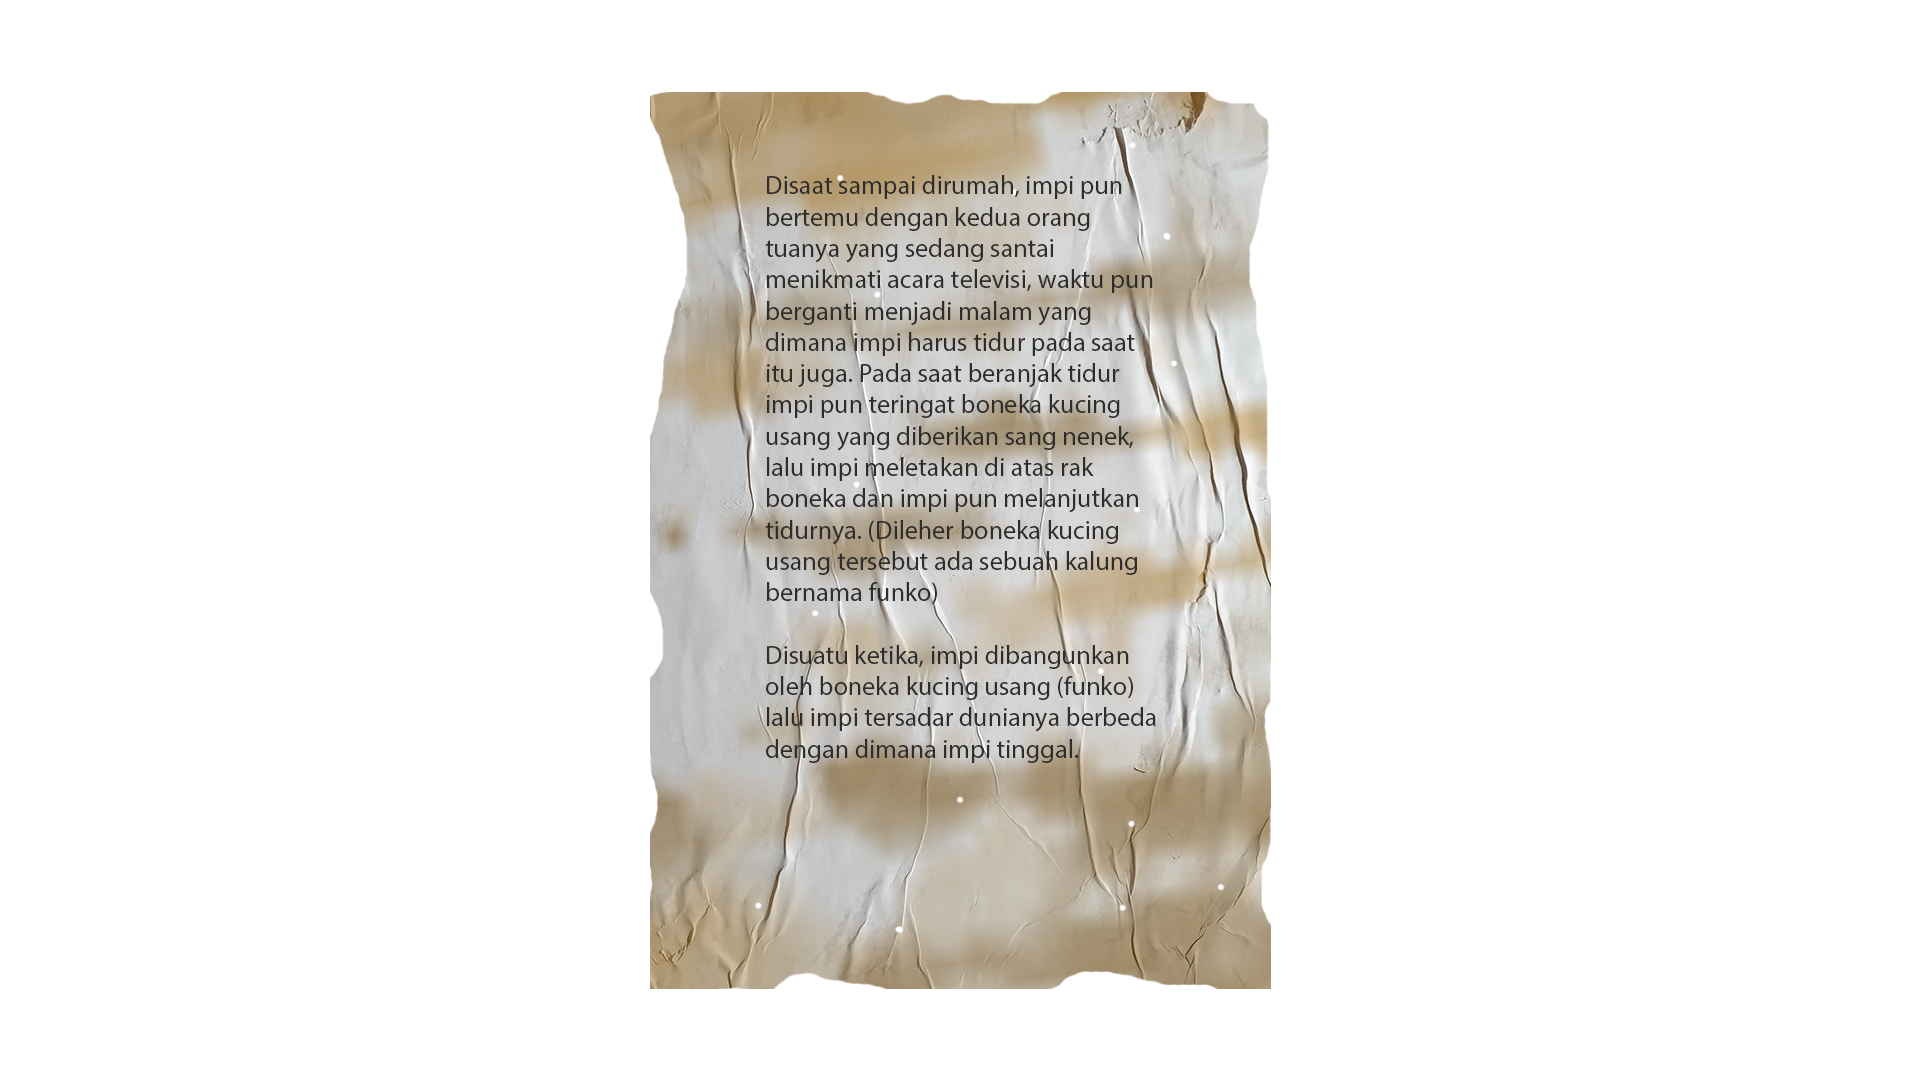 Disaat sampai dirumah, impi pun
bertemu dengan kedua orang
tuanya yang sedang santai
menikmati acara televisi, waktu pun
berganti menjadi malam yang
dimana impi harus tidur pada saat
itu juga. Pada saat beranjak tidur
impi pun teringat boneka kucing
usang yang diberikan sang nenek,
lalu impi meletakan di atas rak
boneka dan impi pun melanjutkan
tidurnya. (Dileher boneka kucing
usang tersebut ada sebuah kalung
bernama funko)
Disuatu ketika, impi dibangunkan
oleh boneka kucing usang (funko)
lalu impi tersadar dunianya berbeda
dengan dimana impi tinggal.